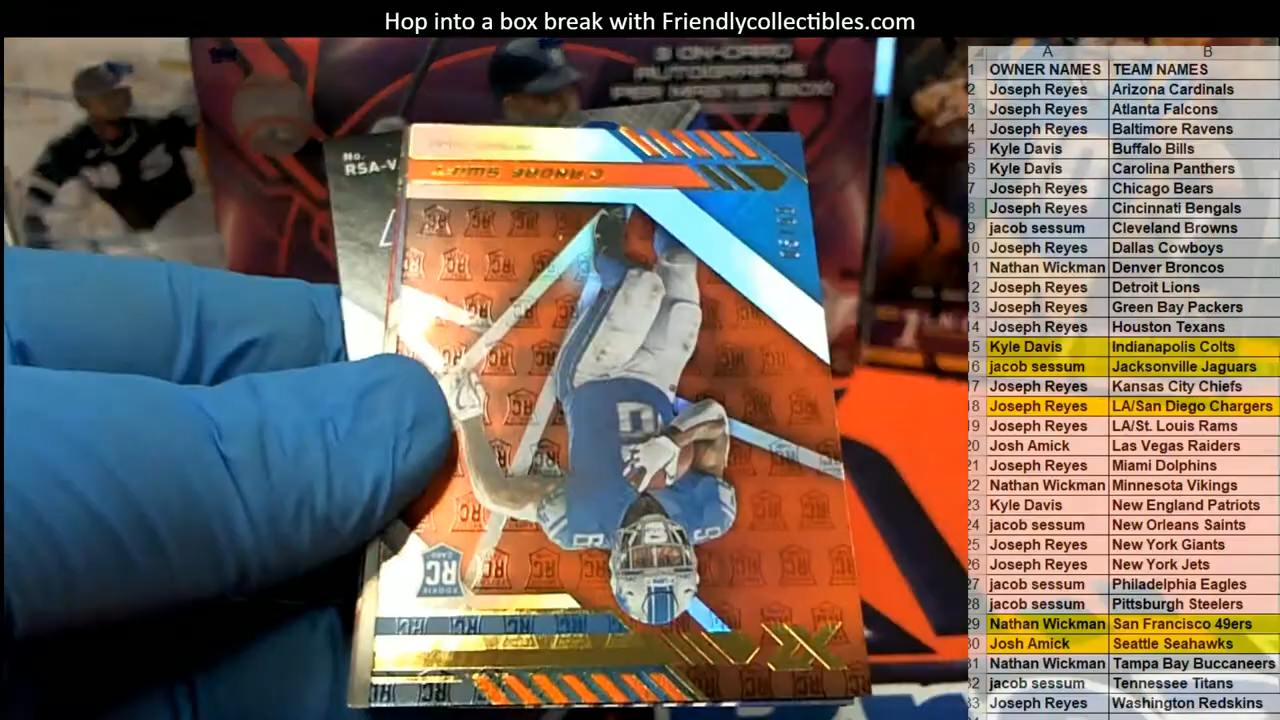 Hop into a box break with Friendlycollectibles.com
3 ON-CARD
AUTOGRAPHS
PER MASTER BOX!
No.
RSA-V
RC
A B
1 OWNER NAMES TEAM NAMES
2 Joseph Reyes Arizona Cardinals
3 Joseph Reyes Atlanta Falcons
4 Joseph Reyes Baltimore Ravens
5 Kyle Davis Buffalo Bills
6 Kyle Davis Carolina Panthers
7 Joseph Reyes Chicago Bears
8 Joseph Reyes Cincinnati Bengals
9 jacob sessum Cleveland Browns
10 Joseph Reyes Dallas Cowboys
11 Nathan Wickman Denver Broncos
12 Joseph Reyes Detroit Lions
13 Joseph Reyes Green Bay Packers
14 Joseph Reyes Houston Texans
15 Kyle Davis Indianapolis Colts
16 jacob sessum Jacksonville Jaguars
17 Joseph Reyes Kansas City Chiefs
18 Joseph Reyes LA/San Diego Chargers
19 Joseph Reyes LA/St. Louis Rams
20 Josh Amick Las Vegas Raiders
21 Joseph Reyes Miami Dolphins
22 Nathan Wickman Minnesota Vikings
23 Kyle Davis New England Patriots
24 jacob sessum New Orleans Saints
25 Joseph Reyes New York Giants
26 Joseph Reyes New York Jets
27 jacob sessum Philadelphia Eagles
28 jacob sessum Pittsburgh Steelers
29 Nathan Wickman San Francisco 49ers
30 Josh Amick Seattle Seahawks
31 Nathan Wickman Tampa Bay Buccaneers
32 jacob sessum Tennessee Titans
33 Joseph Reyes Washington Redskins